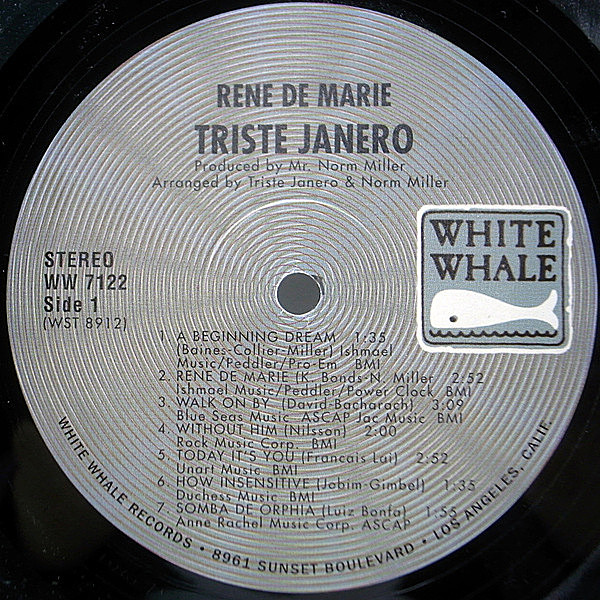 RENE DE MARIE
TRISTE JANERO
Produced by Mr. Norm Miller
Arranged by Triste Janero & Norm Miller
WHITE
WHALE
STEREO
WW 7122
Side 1
(WST 8912)
1. A BEGINNING DREAM 1:35
(Baines-Collier-Miller) Ishmael
Music/Peddler/Pro-Em BMI
2. RENE DE MARIE (K. Bonds-N. Miller 2:52
Ishmael Music/Peddler/Power Clock BMI
3. WALK ON BY (David-Bacharach) 3:09
Blue Seas Music ASCAP Jac Music BMI
4. WITHOUT HIM (Nilsson) 2:00
Rock Music Corp. BMI
5. TODAY IT'S YOU (Francais Lai) 2:52
Unart Music BMI
6. HOW INSENSITIVE (Jobim-Gimbel) 1:35
Duchess Music BMI
7. SOMBA DE ORPHIA (Luiz Bonfa) 1:55
Anne Rachel Music Corp. ASCAP
WHITE WHALE RECORDS • 8961 SUNSET BOULEVARD • LOS ANGELES, CALIF.